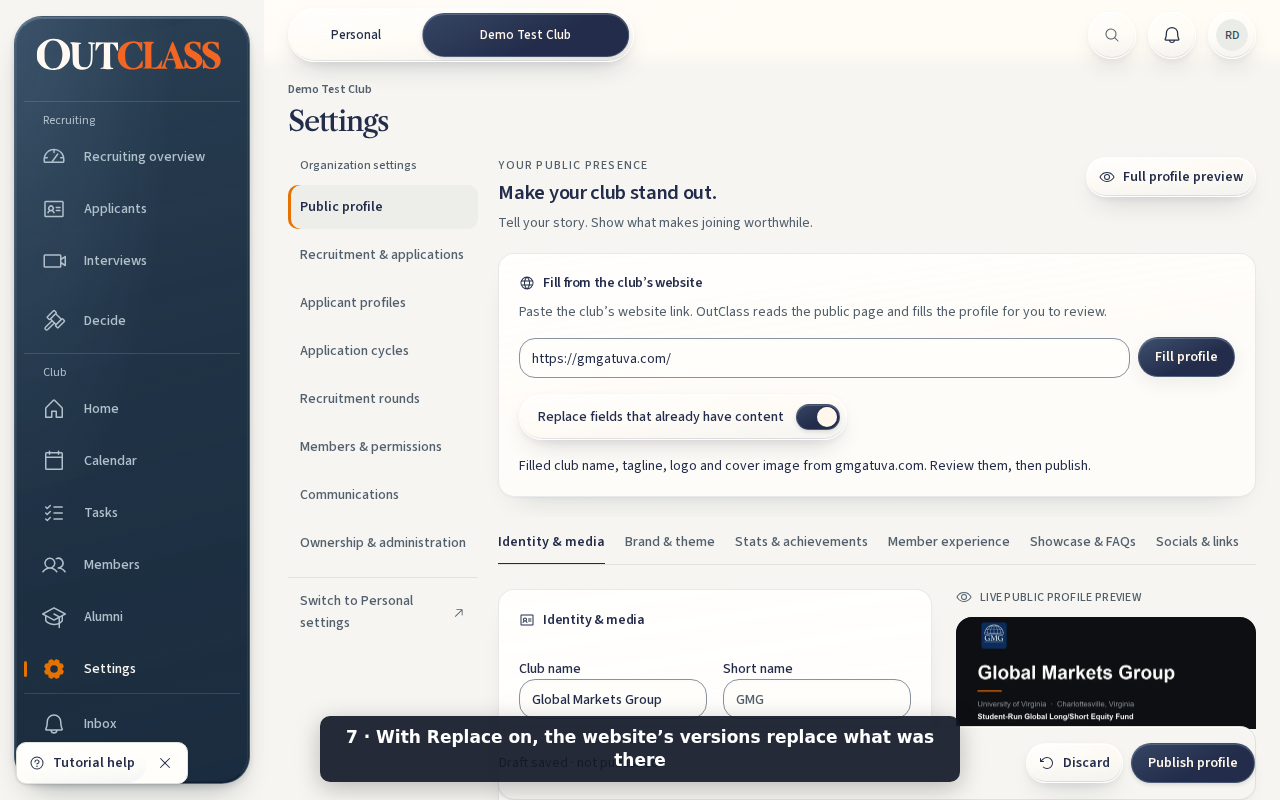 OUTCLASS
Recruiting
Recruiting overview
Applicants
Interviews
Decide
Club
Home
Calendar
Tasks
Members
Alumni
Settings
Inbox
Tutorial help
Personal
Demo Test Club
RD
Demo Test Club
Settings
Organization settings
Public profile
Recruitment & applications
Applicant profiles
Application cycles
Recruitment rounds
Members & permissions
Communications
Ownership & administration
Switch to Personal
settings
YOUR PUBLIC PRESENCE
Make your club stand out.
Tell your story. Show what makes joining worthwhile.
Full profile preview
Fill from the club’s website
Paste the club’s website link. OutClass reads the public page and fills the profile for you to review.
https://gmgatuva.com/
Fill profile
Replace fields that already have content
Filled club name, tagline, logo and cover image from gmgatuva.com. Review them, then publish.
Identity & media
Brand & theme
Stats & achievements
Member experience
Showcase & FAQs
Socials & links
Identity & media
Club name
Short name
Global Markets Group
GMG
LIVE PUBLIC PROFILE PREVIEW
GMG
Global Markets Group
University of Virginia · Charlottesville, Virginia
Student-Run Global Long/Short Equity Fund
7 · With Replace on, the website’s versions replace what was
there
Draft saved · not pu
Discard
Publish profile